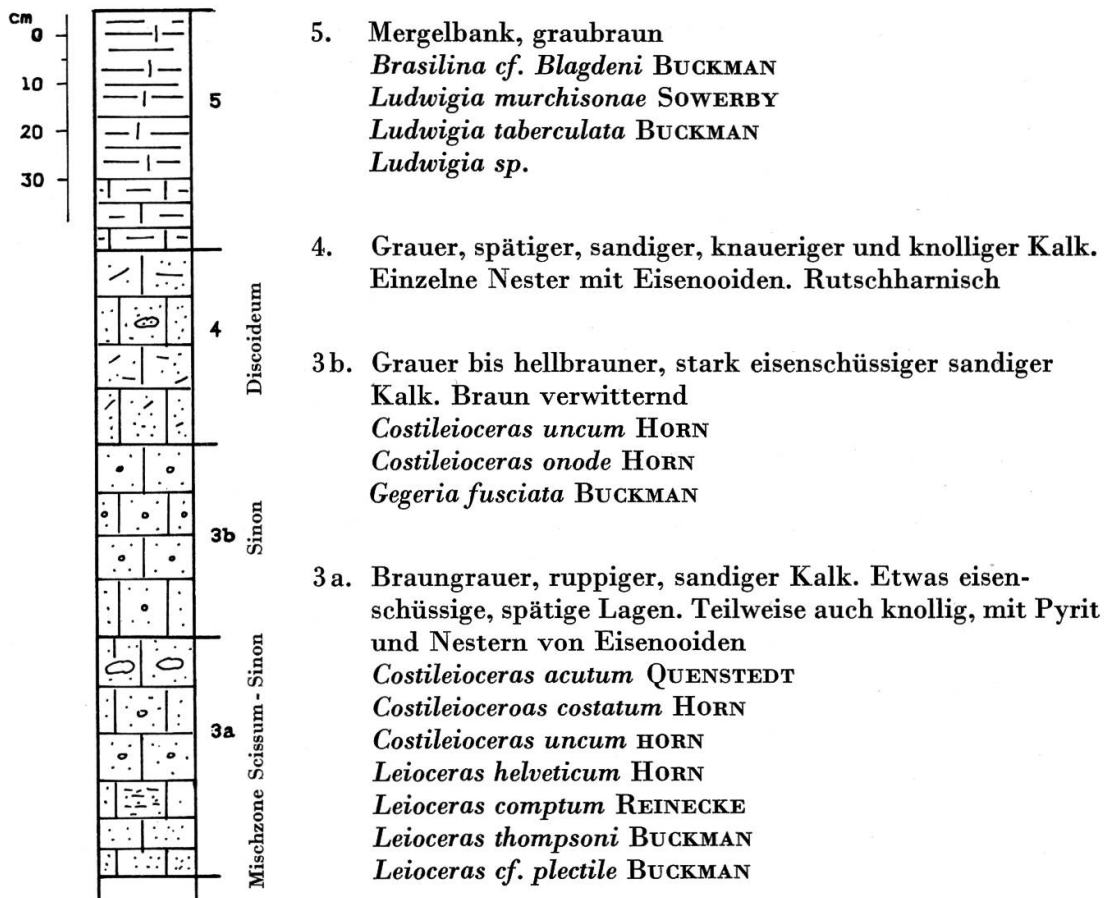 cm
0
10
20
30
5
4
3b
3a
Discoideum
Sinon
Mischzone Scissum - Sinon
5. Mergelbank, graubraun
Brasilina cf. Blagdeni BUCKMAN
Ludwigia murchisonae SOWERBY
Ludwigia taberculata BUCKMAN
Ludwigia sp.
4. Grauer, spätiger, sandiger, knaueriger und knolliger Kalk.
Einzelne Nester mit Eisenooiden. Rutschharnisch
3b. Grauer bis hellbrauner, stark eisenschüssiger sandiger
Kalk. Braun verwitternd
Costileioceras uncum HORN
Costileioceras onode HORN
Gegeria fusciata BUCKMAN
3a. Braungrauer, ruppiger, sandiger Kalk. Etwas eisen-
schüssige, spätige Lagen. Teilweise auch knollig, mit Pyrit
und Nestern von Eisenooiden
Costileioceras acutum QUENSTEDT
Costileioceroas costatum HORN
Costileioceras uncum HORN
Leioceras helveticum HORN
Leioceras comptum REINECKE
Leioceras thompsoni BUCKMAN
Leioceras cf. plectile BUCKMAN